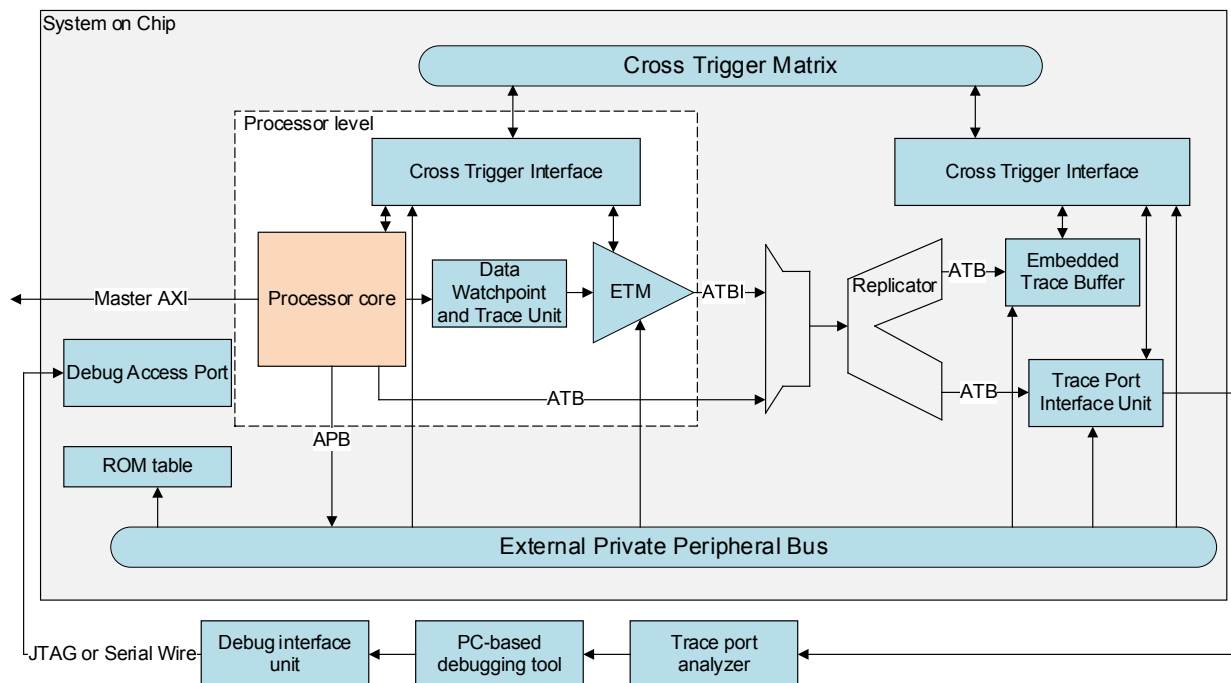 System on Chip
Cross Trigger Matrix
Processor level
Cross Trigger Interface
Cross Trigger Interface
Processor core
Data
Watchpoint
and Trace Unit
ETM
ATBI
Replicator
ATB
Embedded
Trace Buffer
Master AXI
Debug Access Port
ATB
ATB
Trace Port
Interface Unit
APB
ROM table
External Private Peripheral Bus
JTAG or Serial Wire
Debug interface
unit
PC-based
debugging tool
Trace port
analyzer